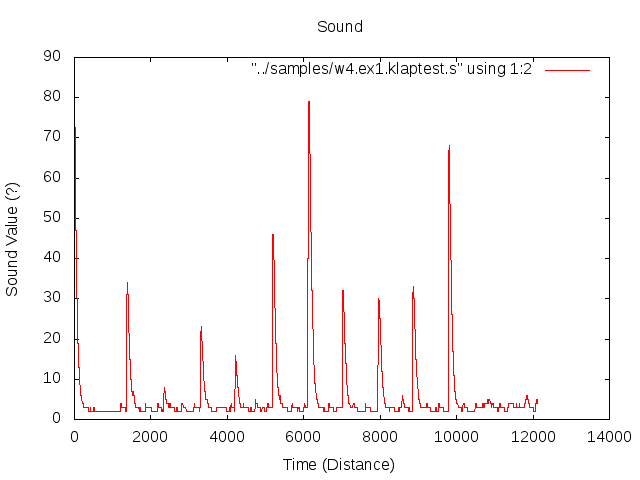 Sound
"../samples/w4.ex1.klaptest.s" using 1:2
90
80
70
60
50
40
30
20
10
0
Sound Value (?)
0 2000 4000 6000 8000 10000 12000 14000
Time (Distance)